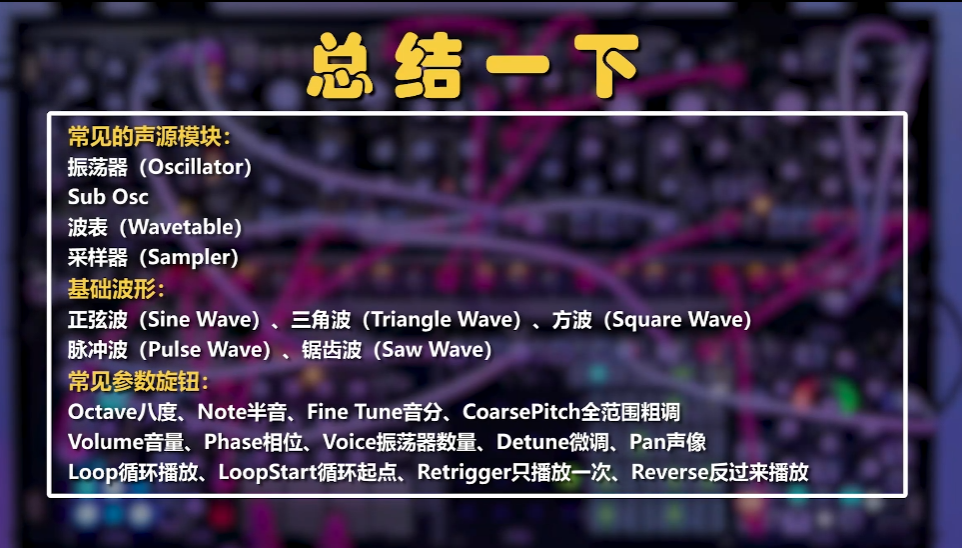 总结一下
常见的声源模块：
振荡器（Oscillator）
Sub Osc
波表（Wavetable）
采样器（Sampler）
基础波形：
正弦波（Sine Wave）、三角波（Triangle Wave）、方波（Square Wave）
脉冲波（Pulse Wave）、锯齿波（Saw Wave）
常见参数旋钮：
Octave八度、Note半音、Fine Tune音分、CoarsePitch全范围粗调
Volume音量、Phase相位、Voice振荡器数量、Detune微调、Pan声像
Loop循环播放、LoopStart循环起点、Retrigger只播放一次、Reverse反过来播放